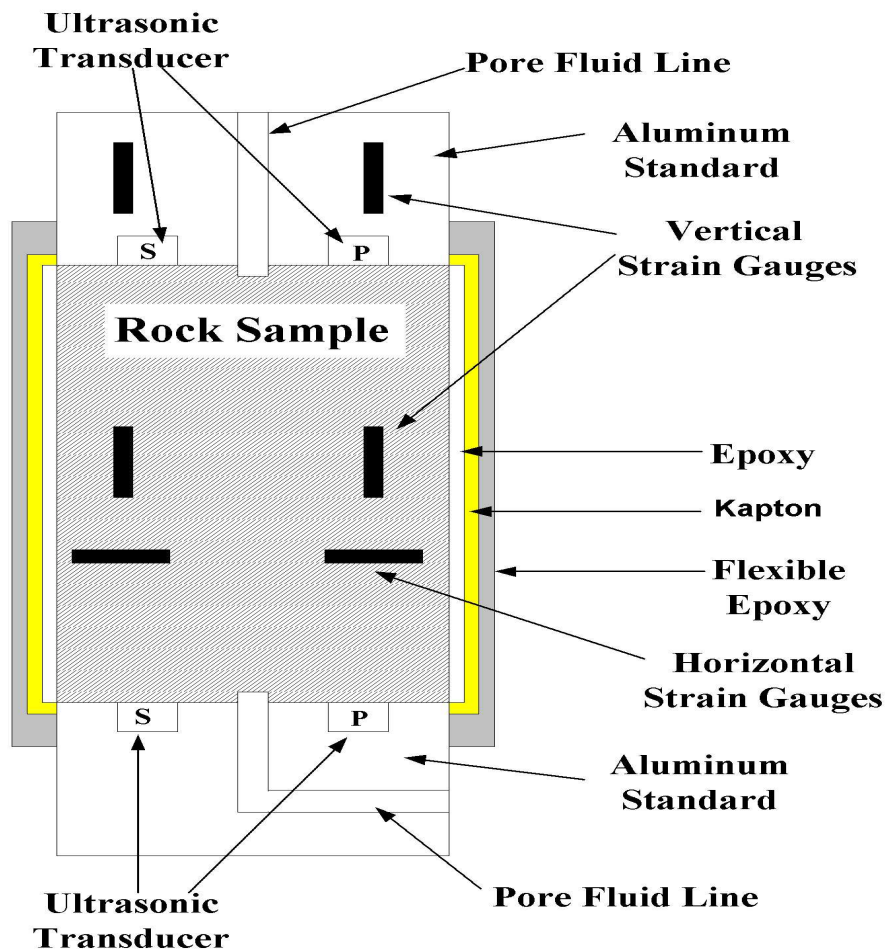 Ultrasonic
Transducer
Pore Fluid Line
Aluminum
Standard
Vertical
Strain Gauges
S
P
Rock Sample
Epoxy
Kapton
Flexible
Epoxy
Horizontal
Strain Gauges
S
P
Aluminum
Standard
Ultrasonic
Transducer
Pore Fluid Line